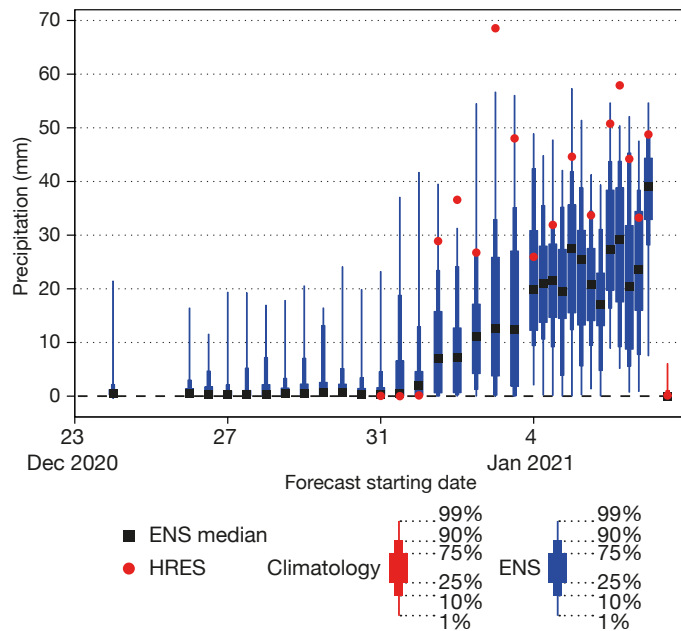 70
60
50
40
30
20
10
0
Precipitation (mm)
23 27 31 4
Dec 2020 Jan 2021
Forecast starting date
ENS median
HRES
Climatology
99%
90%
75%
25%
10%
1%
ENS
99%
90%
75%
25%
10%
1%